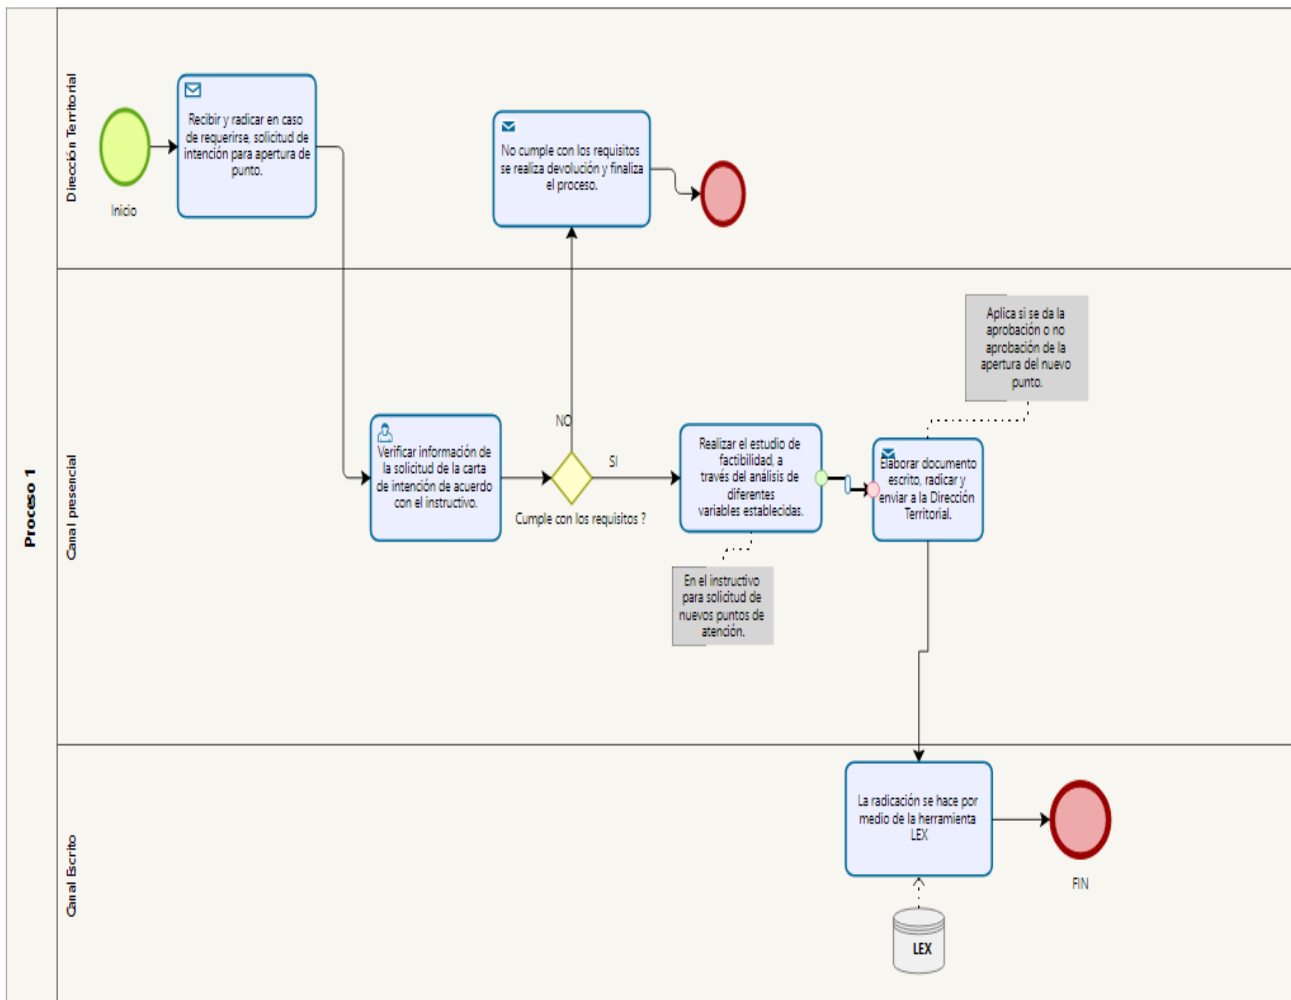 Proceso 1
Dirección Territorial
Inicio
Recibir y radicar en caso
de requerirse, solicitud de
intención para apertura de
punto.
No cumple con los requisitos
se realiza devolución y finaliza
el proceso.
Canal presencial
Verificar información de
la solicitud de la carta
de intención de acuerdo
con el instructivo.
NO
SI
Cumple con los requisitos ?
Realizar el estudio de
factibilidad, a
través del análisis de
diferentes
variables establecidas.
En el instructivo
para solicitud de
nuevos puntos de
atención.
Aplica si se da la
aprobación o no
aprobación de la
apertura del nuevo
punto.
Elaborar documento
escrito, radicar y
enviar a la Dirección
Territorial.
Canal Escrito
La radicación se hace por
medio de la herramienta
LEX
FIN
LEX